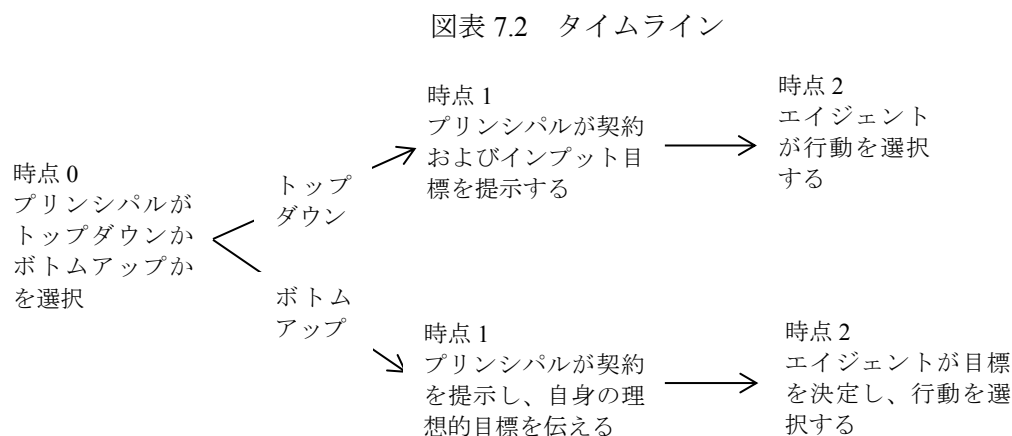 図表 7.2　タイムライン
時点 0
プリンシパルが
トップダウンか
ボトムアップか
を選択
トップ
ダウン
時点 1
プリンシパルが契約
およびインプット目
標を提示する
時点 2
エイジェント
が行動を選択
する
ボトム
アップ
時点 1
プリンシパルが契約
を提示し、自身の理
想的目標を伝える
時点 2
エイジェントが目標
を決定し、行動を選
択する